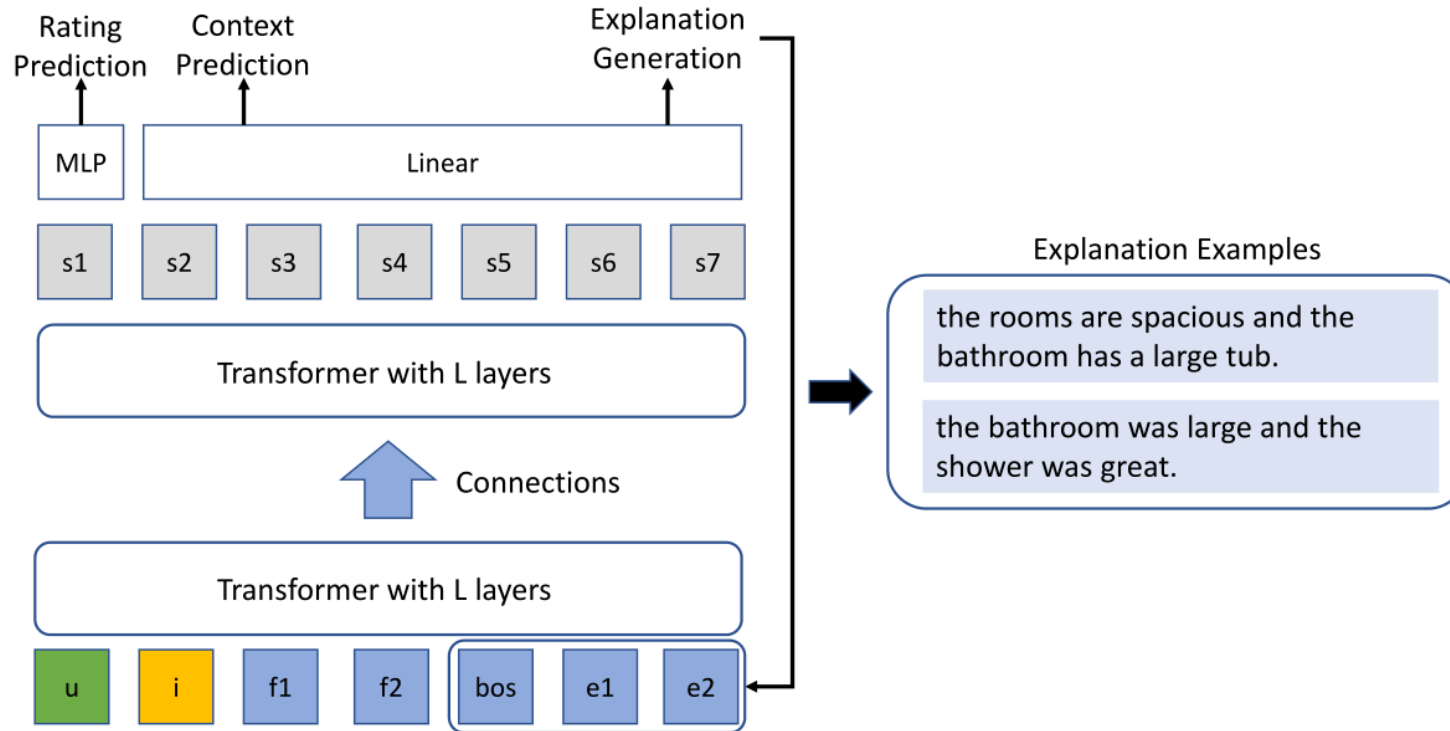 Rating
Prediction
Context
Prediction
Explanation
Generation
MLP
Linear
s1
s2
s3
s4
s5
s6
s7
Transformer with L layers
Connections
Transformer with L layers
u
i
f1
f2
bos
e1
e2
Explanation Examples
the rooms are spacious and the
bathroom has a large tub.
the bathroom was large and the
shower was great.